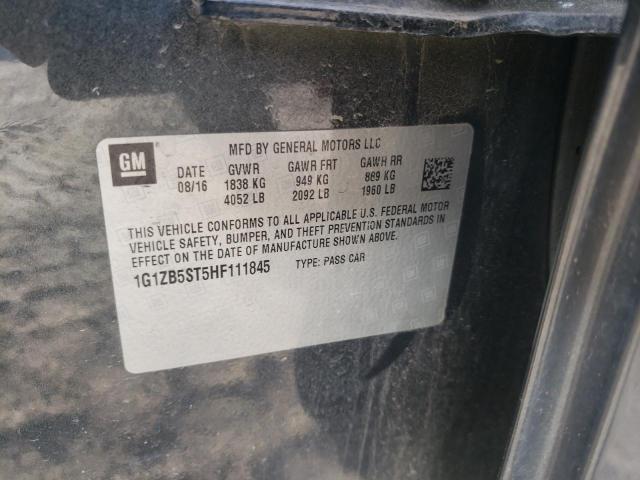 GM
MFD BY GENERAL MOTORS LLC
DATE GVWR GAWR FRT GAWR RR
08/16 1838 KG 949 KG 889 KG
4052 LB 2092 LB 1960 LB
THIS VEHICLE CONFORMS TO ALL APPLICABLE U.S. FEDERAL MOTOR
VEHICLE SAFETY, BUMPER, AND THEFT PREVENTION STANDARDS IN
EFFECT ON THE DATE OF MANUFACTURE SHOWN ABOVE.
1G1ZB5ST5HF111845 TYPE: PASS CAR